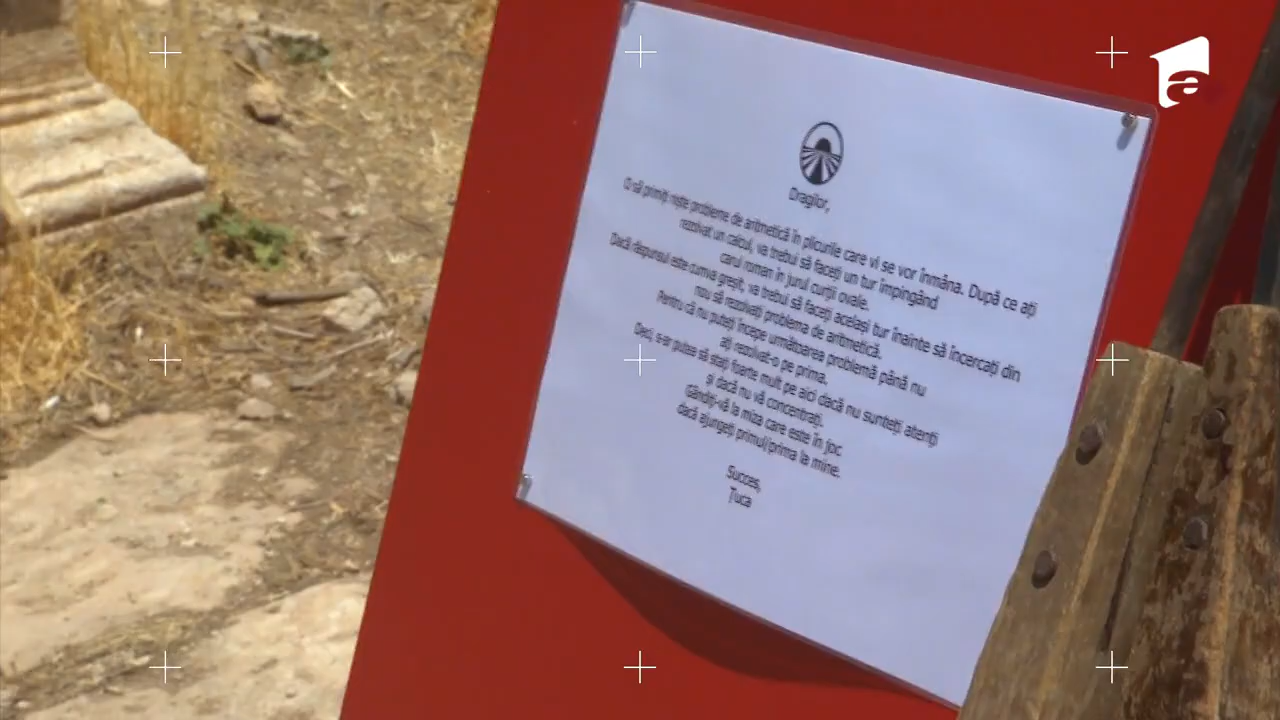 Dragilor,
O să primiți niște probleme de aritmetică în plicurile care vi se vor înmâna. După ce ați
rezolvat un calcul, va trebui să faceți un tur împingând
carul roman în jurul curții ovale.
Dacă răspunsul este cumva greșit, va trebui să faceți același tur înainte să încercați din
nou să rezolvați problema de aritmetică.
Pentru că nu puteți începe următoarea problemă până nu
ați rezolvat-o pe prima.
Deci, s-ar putea să stați foarte mult pe aici dacă nu sunteți atenți
și dacă nu vă concentrați.
Gândiți-vă la miza care este în joc
dacă ajungeți primul/prima la mine.
Succes,
Țuca